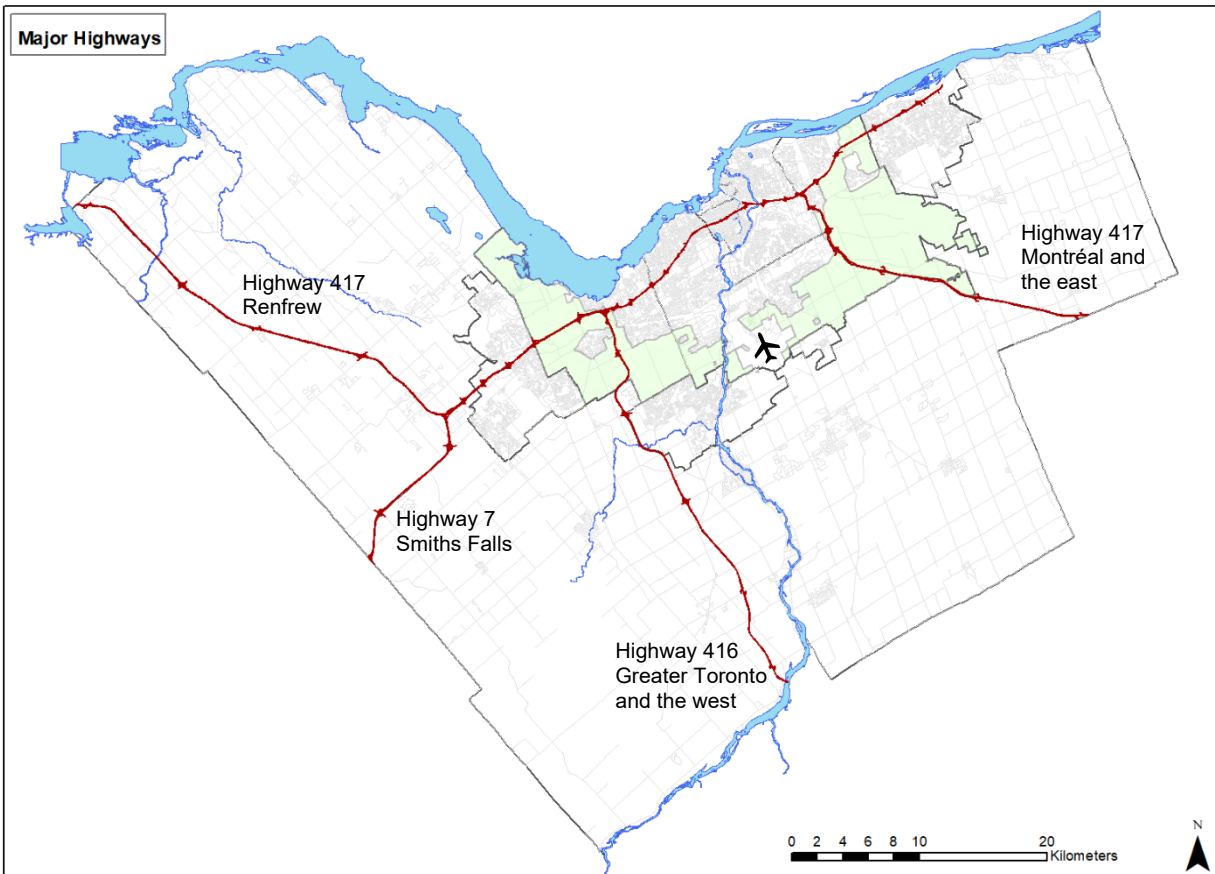 Major Highways
Highway 417
Renfrew
Highway 417
Montréal and
the east
Highway 7
Smiths Falls
Highway 416
Greater Toronto
and the west
0 2 4 6 8 10 20
Kilometers
N